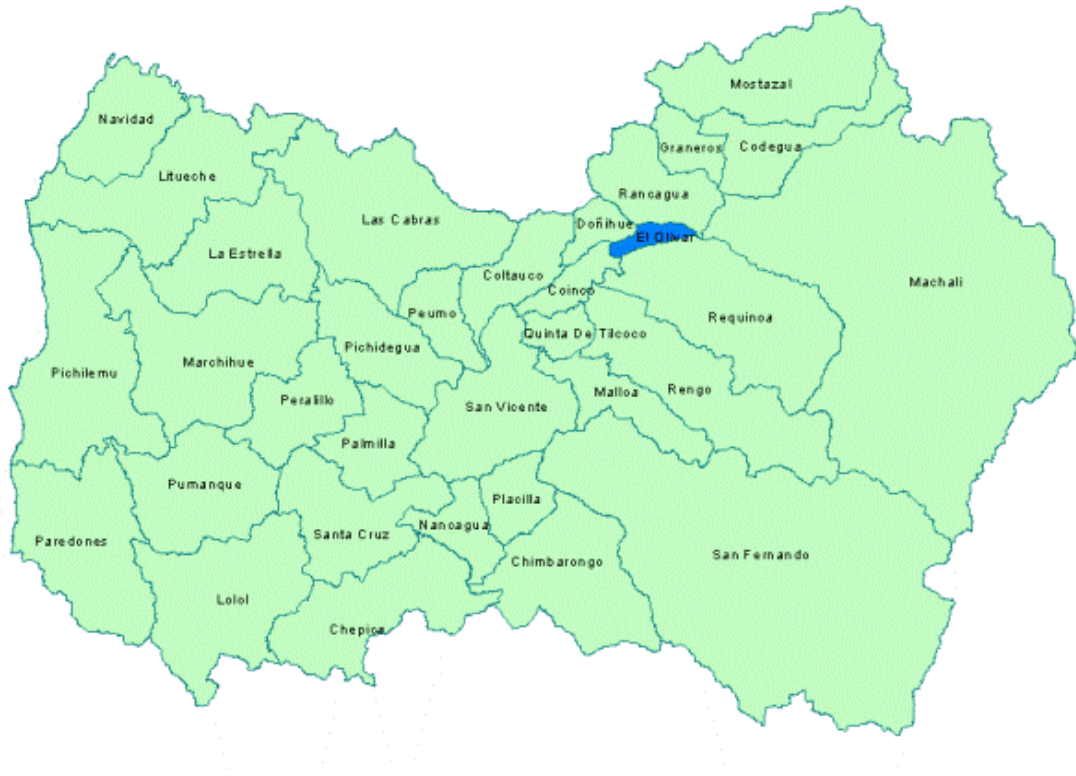 Mostazal
Navidad
Graneros
Codegua
Litueche
Rancagua
Las Cabras
Doñihue
El Olivar
La Estrella
Coltauco
Machali
Coinco
Peumo
Requinoa
Quinta De Tilcoco
Pichidegua
Marchihue
Pichilemu
Rengo
Malloa
Peralillo
San Vicente
Palmilla
Pumanque
Placilla
Nancagua
Santa Cruz
Paredones
San Fernando
Chimbarongo
Lolol
Chepica